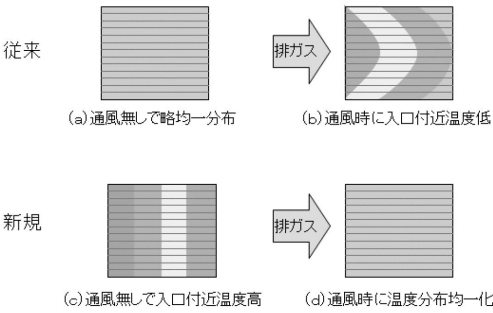 従来
排ガス
(a)通風無しで略均一分布
(b)通風時に入口付近温度低
新規
排ガス
(c)通風無しで入口付近温度高
(d)通風時に温度分布均一化